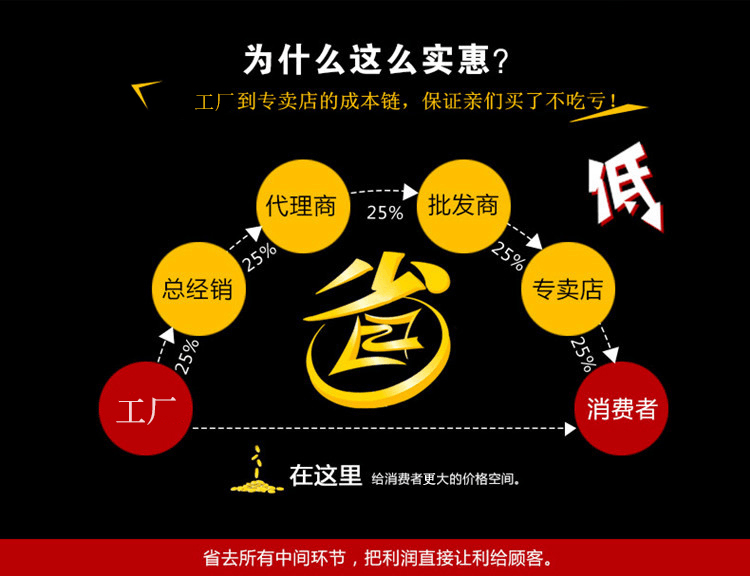 为什么这么实惠?
工厂到专卖店的成本链，保证亲们买了不吃亏！
低
代理商
25%
批发商
25%
25%
总经销
专卖店
省
25%
25%
工厂
消费者
在这里 给消费者更大的价格空间。
省去所有中间环节，把利润直接让利给顾客。